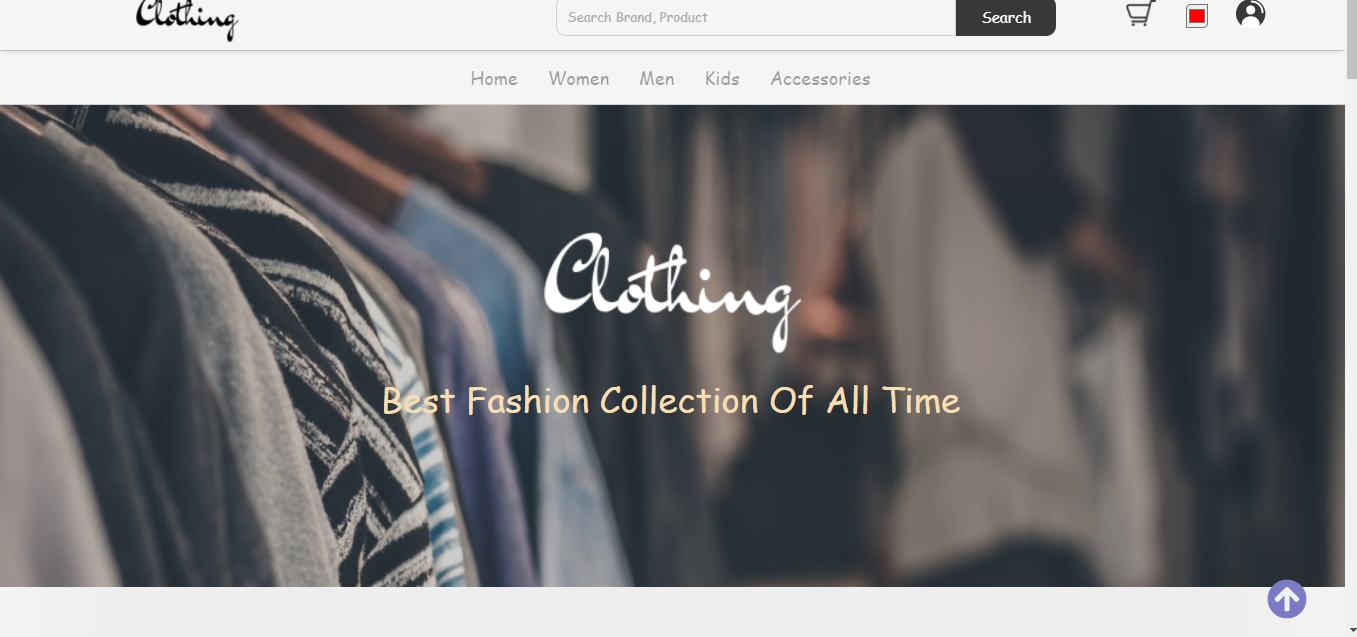 Clothing
Search Brand, Product
Search
Home Women Men Kids Accessories
Clothing
Best Fashion Collection Of All Time